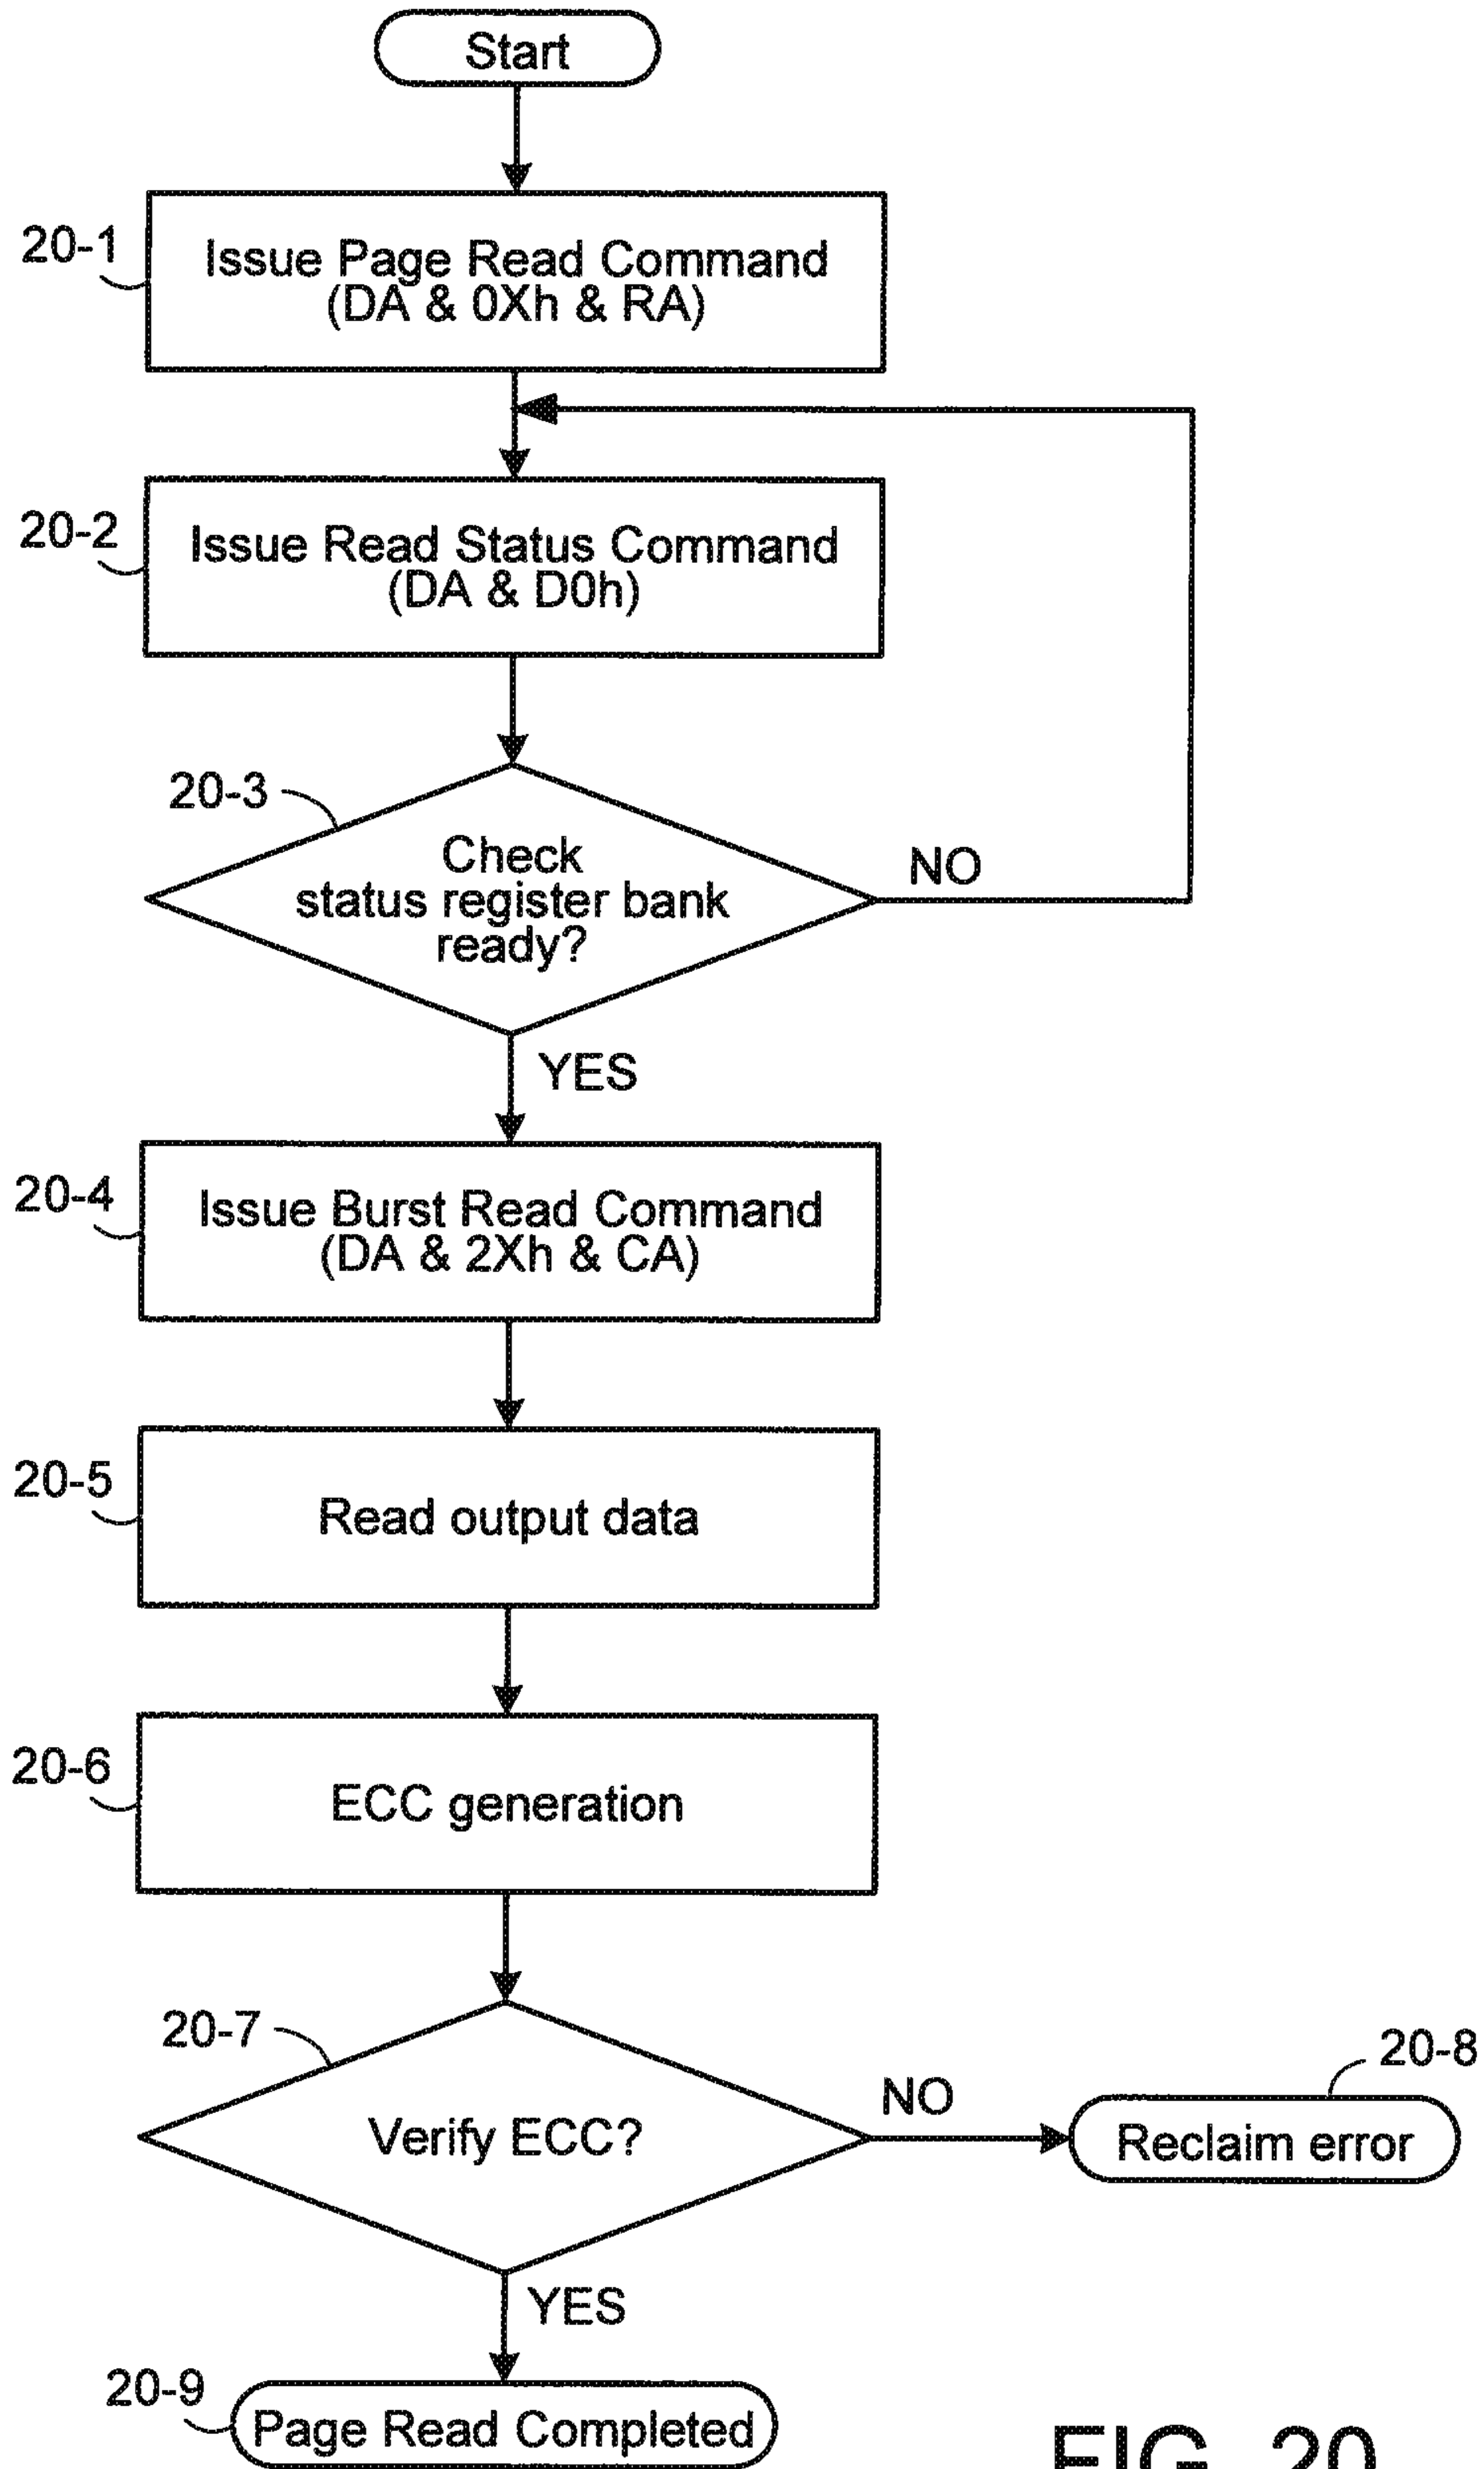 Start
20-1
Issue Page Read Command
(DA & 0Xh & RA)
20-2
Issue Read Status Command
(DA & D0h)
20-3
Check
status register bank
ready?
NO
YES
20-4
Issue Burst Read Command
(DA & 2Xh & CA)
20-5
Read output data
20-6
ECC generation
20-7
Verify ECC?
NO
20-8
Reclaim error
YES
20-9
Page Read Completed
FIG. 20